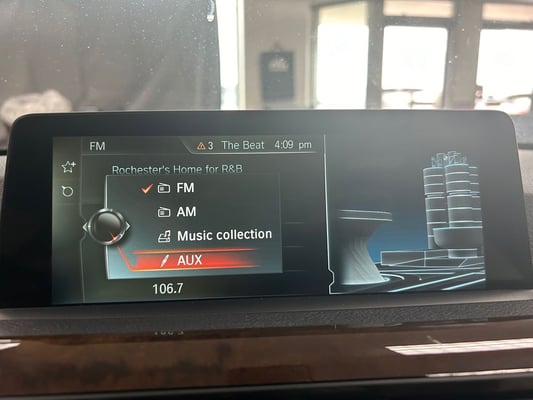 FM
3 The Beat 4:09 pm
Rochester's Home for R&B
FM
AM
Music collection
AUX
106.7